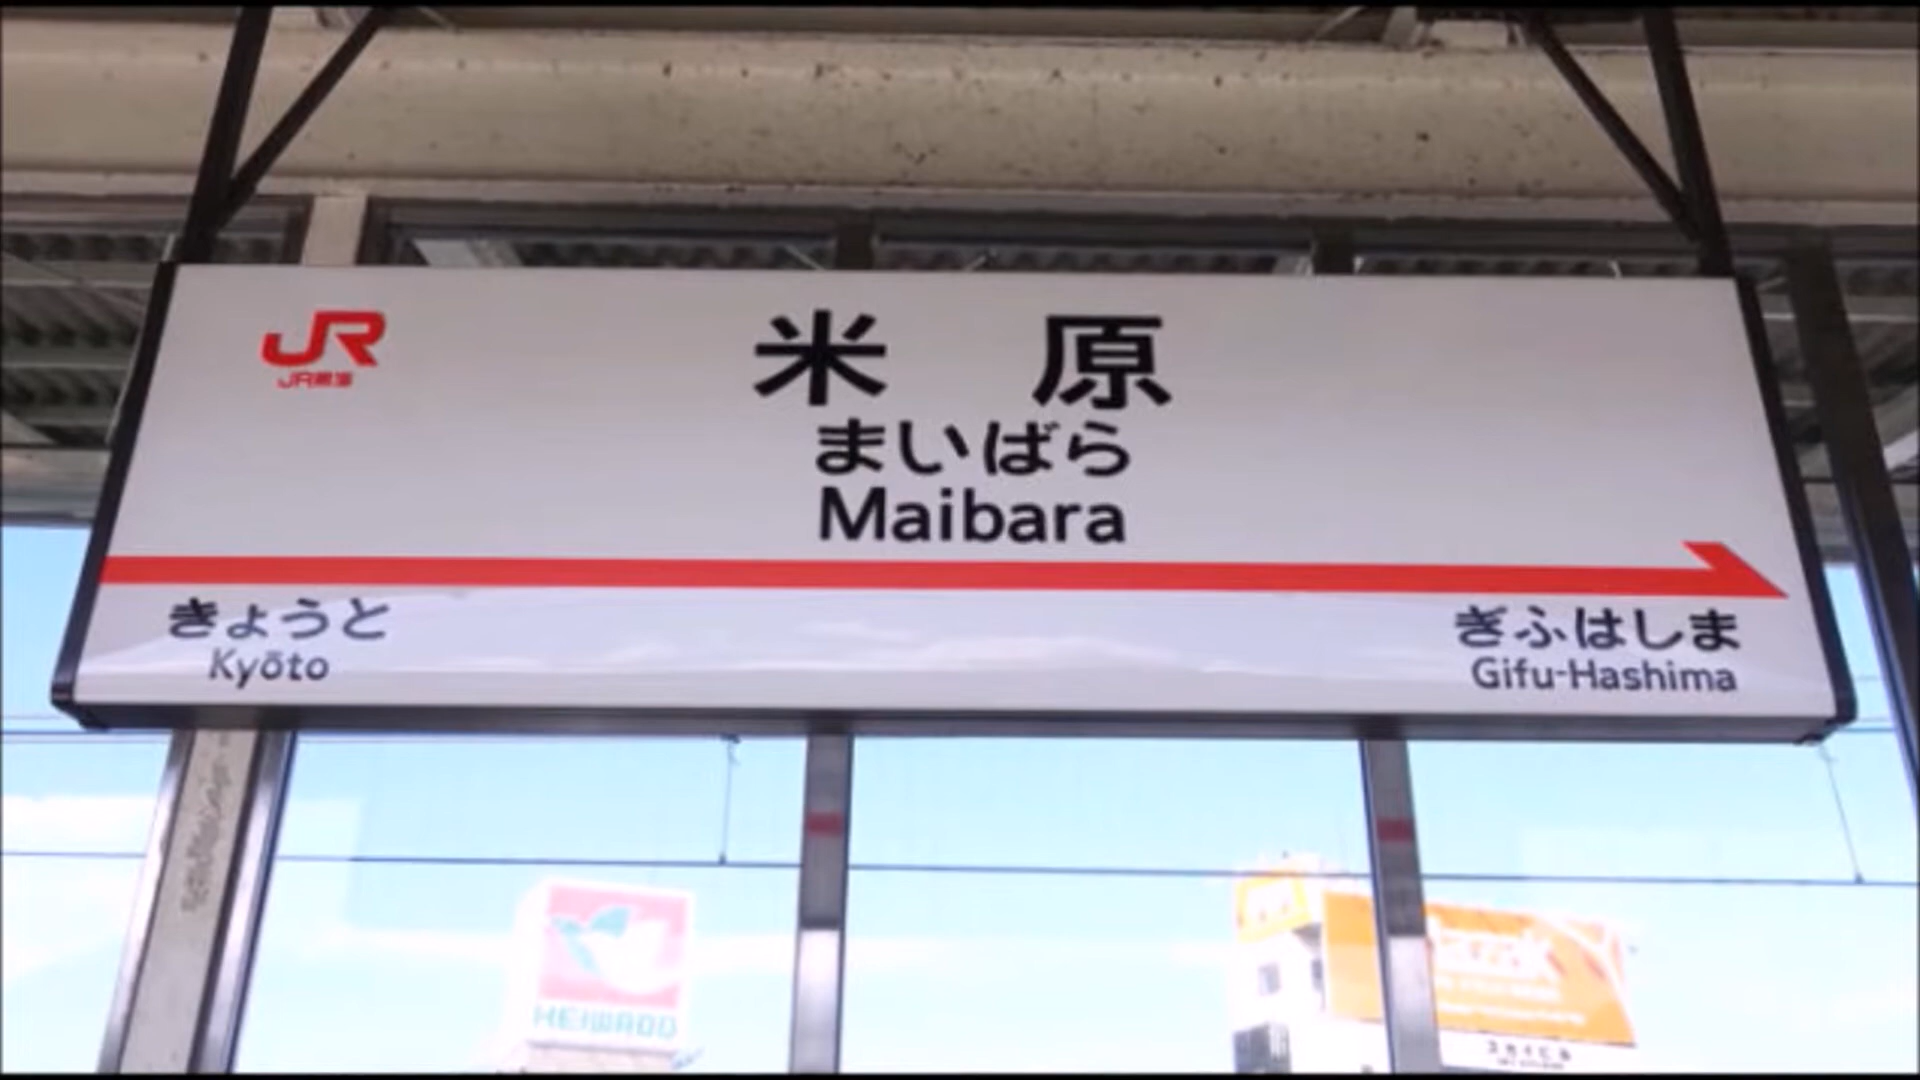 JR
JR東海
米原
まいばら
Maibara
きょうと
Kyōto
ぎふはしま
Gifu-Hashima
HEIWADO